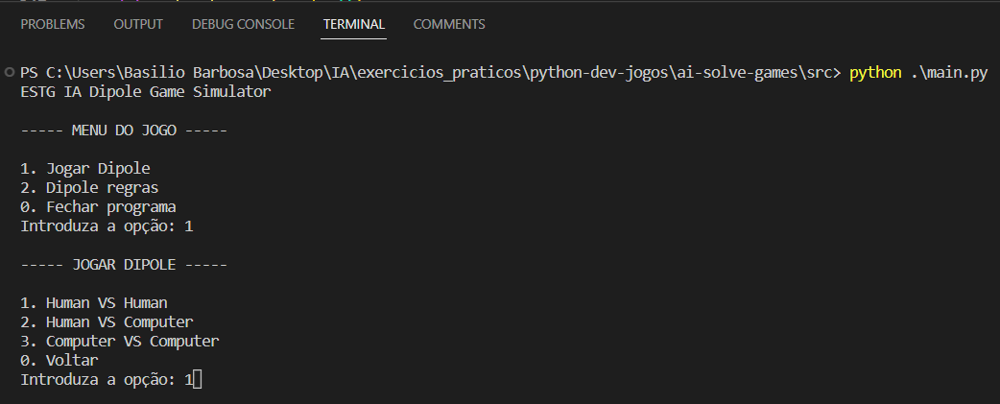 PROBLEMS OUTPUT DEBUG CONSOLE TERMINAL COMMENTS
PS C:\Users\Basilio Barbosa\Desktop\IA\exercicios_praticos\python-dev-jogos\ai-solve-games\src> python .\main.py
ESTG IA Dipole Game Simulator
----- MENU DO JOGO -----
1. Jogar Dipole
2. Dipole regras
0. Fechar programa
Introduza a opção: 1
----- JOGAR DIPOLE -----
1. Human VS Human
2. Human VS Computer
3. Computer VS Computer
0. Voltar
Introduza a opção: 1